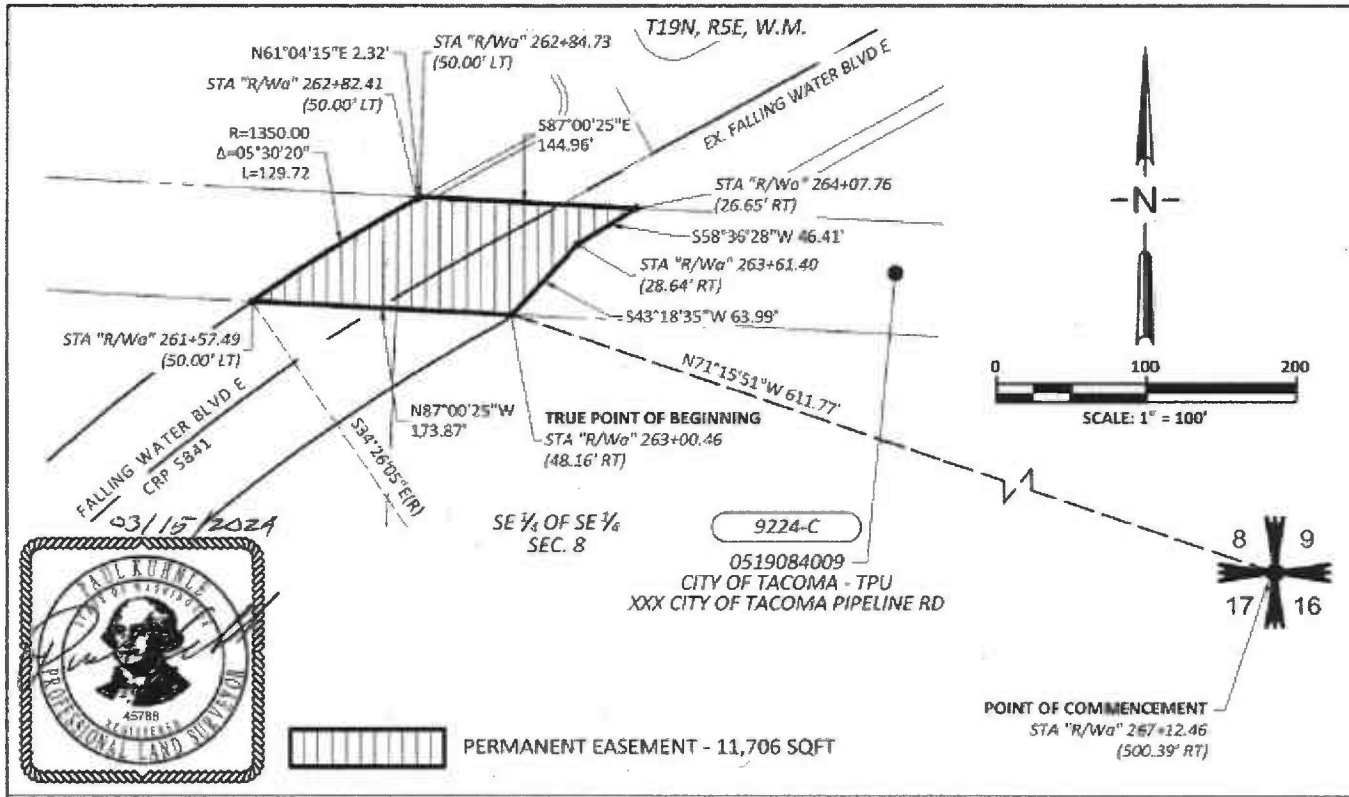 T19N, R5E, W.M.
N61°04'15"E 2.32'
STA "R/Wa" 262+84.73
(50.00' LT)
STA "R/Wa" 262+82.41
(50.00' LT)
R=1350.00
Δ=05°30'20"
L=129.72
S87°00'25"E
144.96'
EX. FALLING WATER BLVD E
STA "R/Wa" 264+07.76
(26.65' RT)
S58°36'28"W 46.41'
STA "R/Wa" 263+61.40
(28.64' RT)
S43°18'35"W 63.99'
STA "R/Wa" 261+57.49
(50.00' LT)
N
0 100 200
SCALE: 1" = 100'
N71°15'51"W 611.77'
N87°00'25"W
173.87'
TRUE POINT OF BEGINNING
STA "R/Wa" 263+00.46
(48.16' RT)
S34°26'05"E(R)
FALLING WATER BLVD E
CRP 5841
03/15 2024
SE 1/4 OF SE 1/4
SEC. 8
9224-C
0519084009
CITY OF TACOMA - TPU
XXX CITY OF TACOMA PIPELINE RD
8 9
17 16
POINT OF COMMENCEMENT
STA "R/Wa" 267+12.46
(500.39' RT)
PAUL KUHNLE
STATE OF WASHINGTON
45788
REGISTERED
PROFESSIONAL LAND SURVEYOR
PERMANENT EASEMENT - 11,706 SQFT